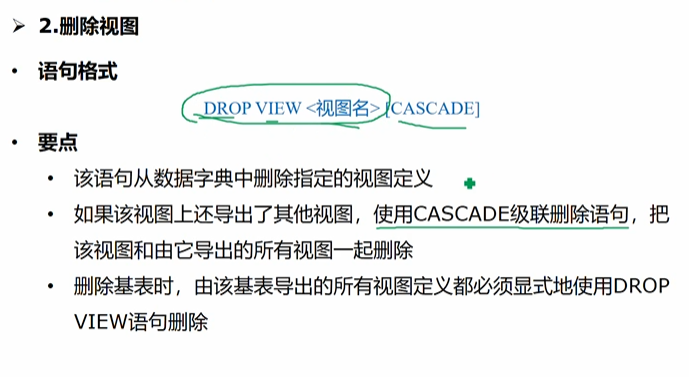 ➢ 2.删除视图
• 语句格式
DROP VIEW <视图名> [CASCADE]
• 要点
• 该语句从数据字典中删除指定的视图定义
• 如果该视图上还导出了其他视图，使用CASCADE级联删除语句，把
该视图和由它导出的所有视图一起删除
• 删除基表时，由该基表导出的所有视图定义都必须显式地使用DROP
VIEW语句删除